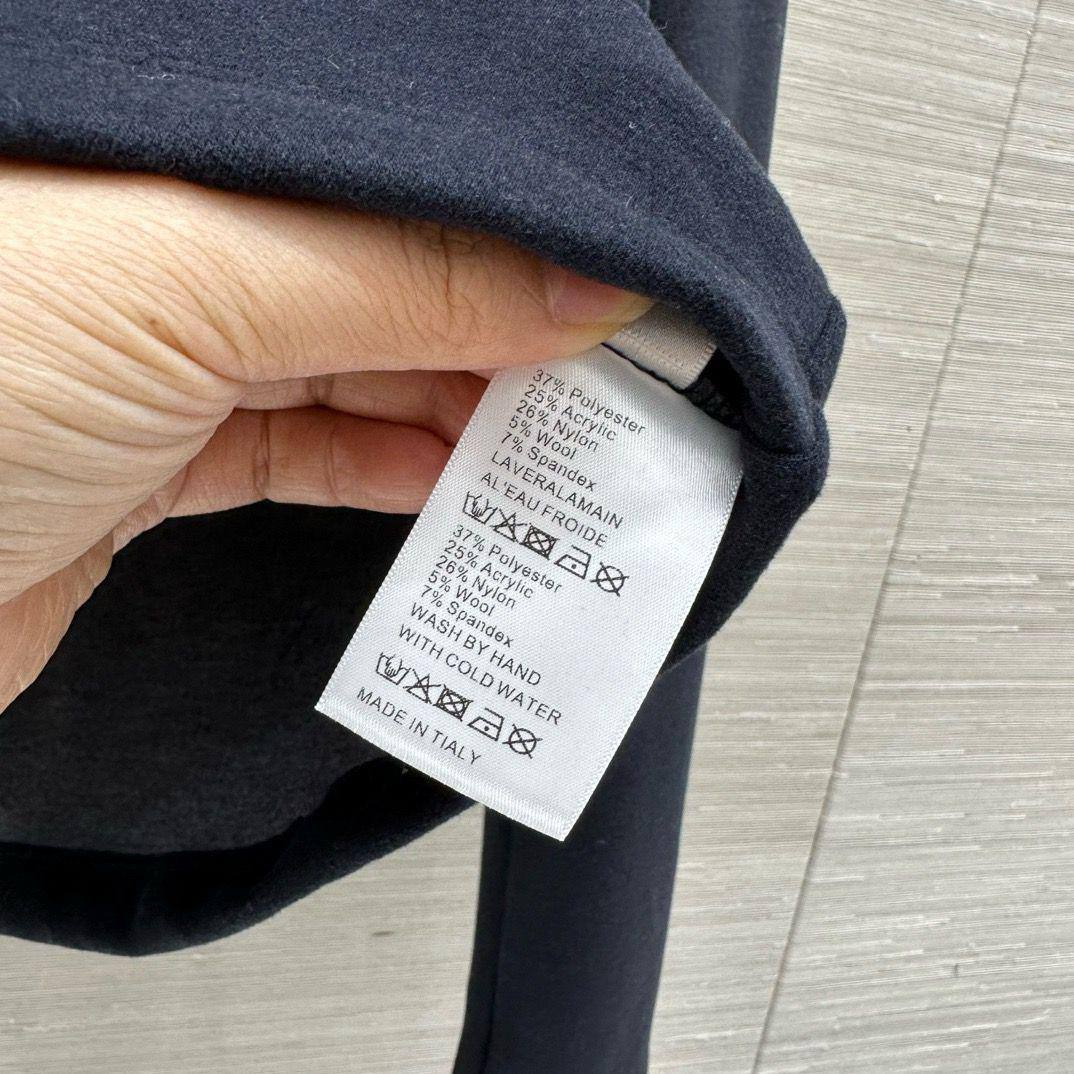 37% Polyester
25% Acrylic
26% Nylon
5% Wool
7% Spandex
LAVERALAMAIN
AL'EAU FROIDE
37% Polyester
25% Acrylic
26% Nylon
5% Wool
7% Spandex
WASH BY HAND
WITH COLD WATER
MADE IN TIALY